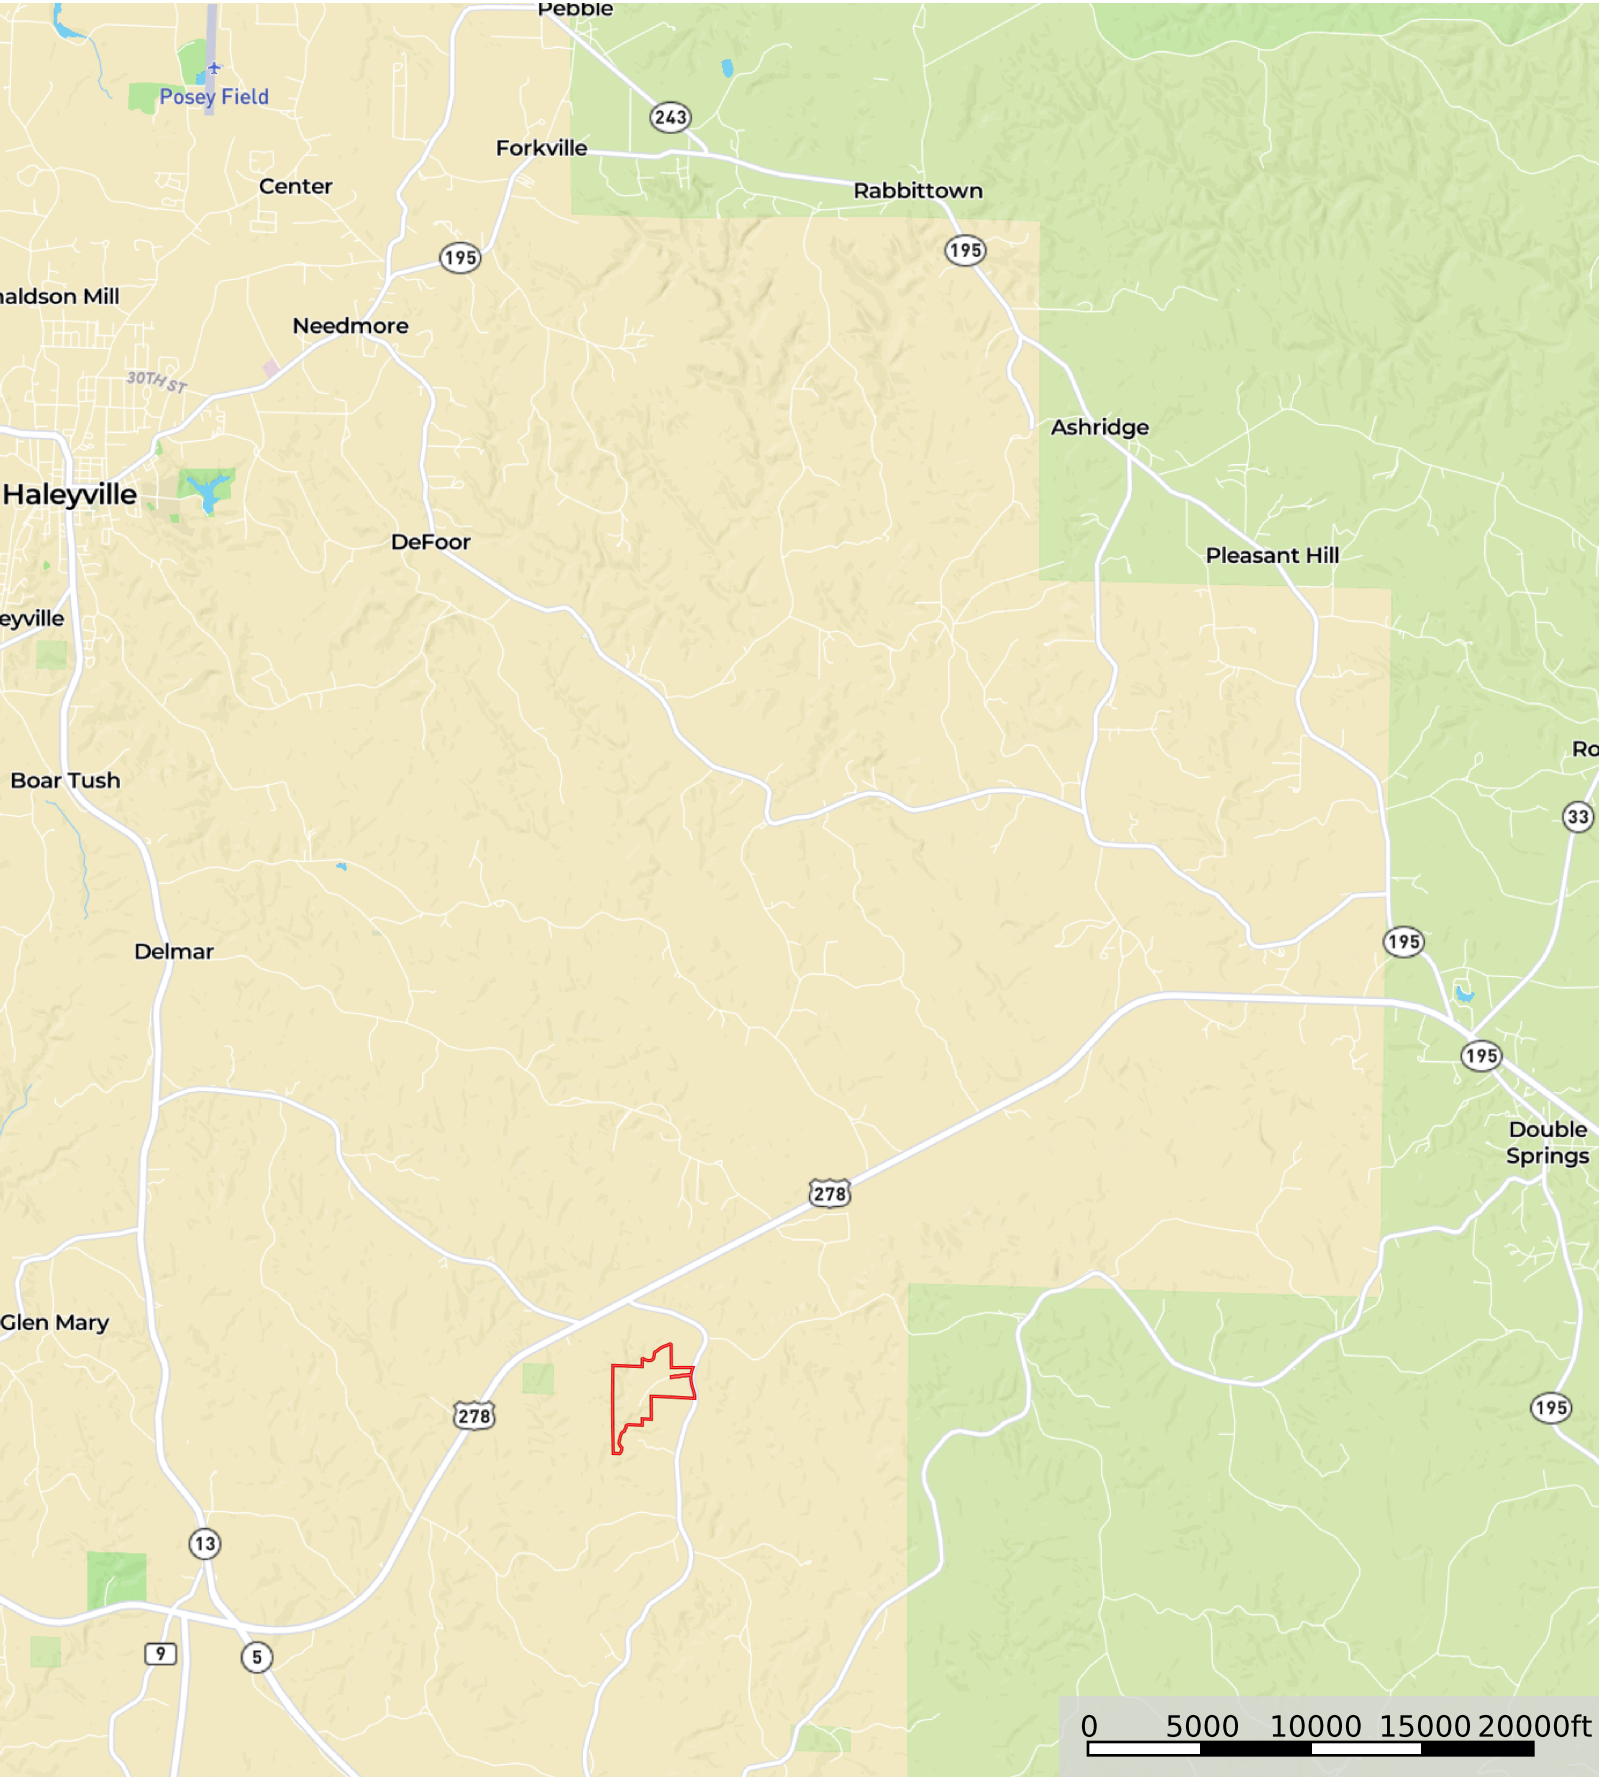 Pebble
Posey Field
243
Forkville
Center
Rabbittown
195
195
naldson Mill
Needmore
30TH ST
Ashridge
Haleyville
DeFoor
Pleasant Hill
eyville
Ro
Boar Tush
33
195
Delmar
195
Double
Springs
278
Glen Mary
195
278
13
9
5
0 5000 10000 15000 20000ft